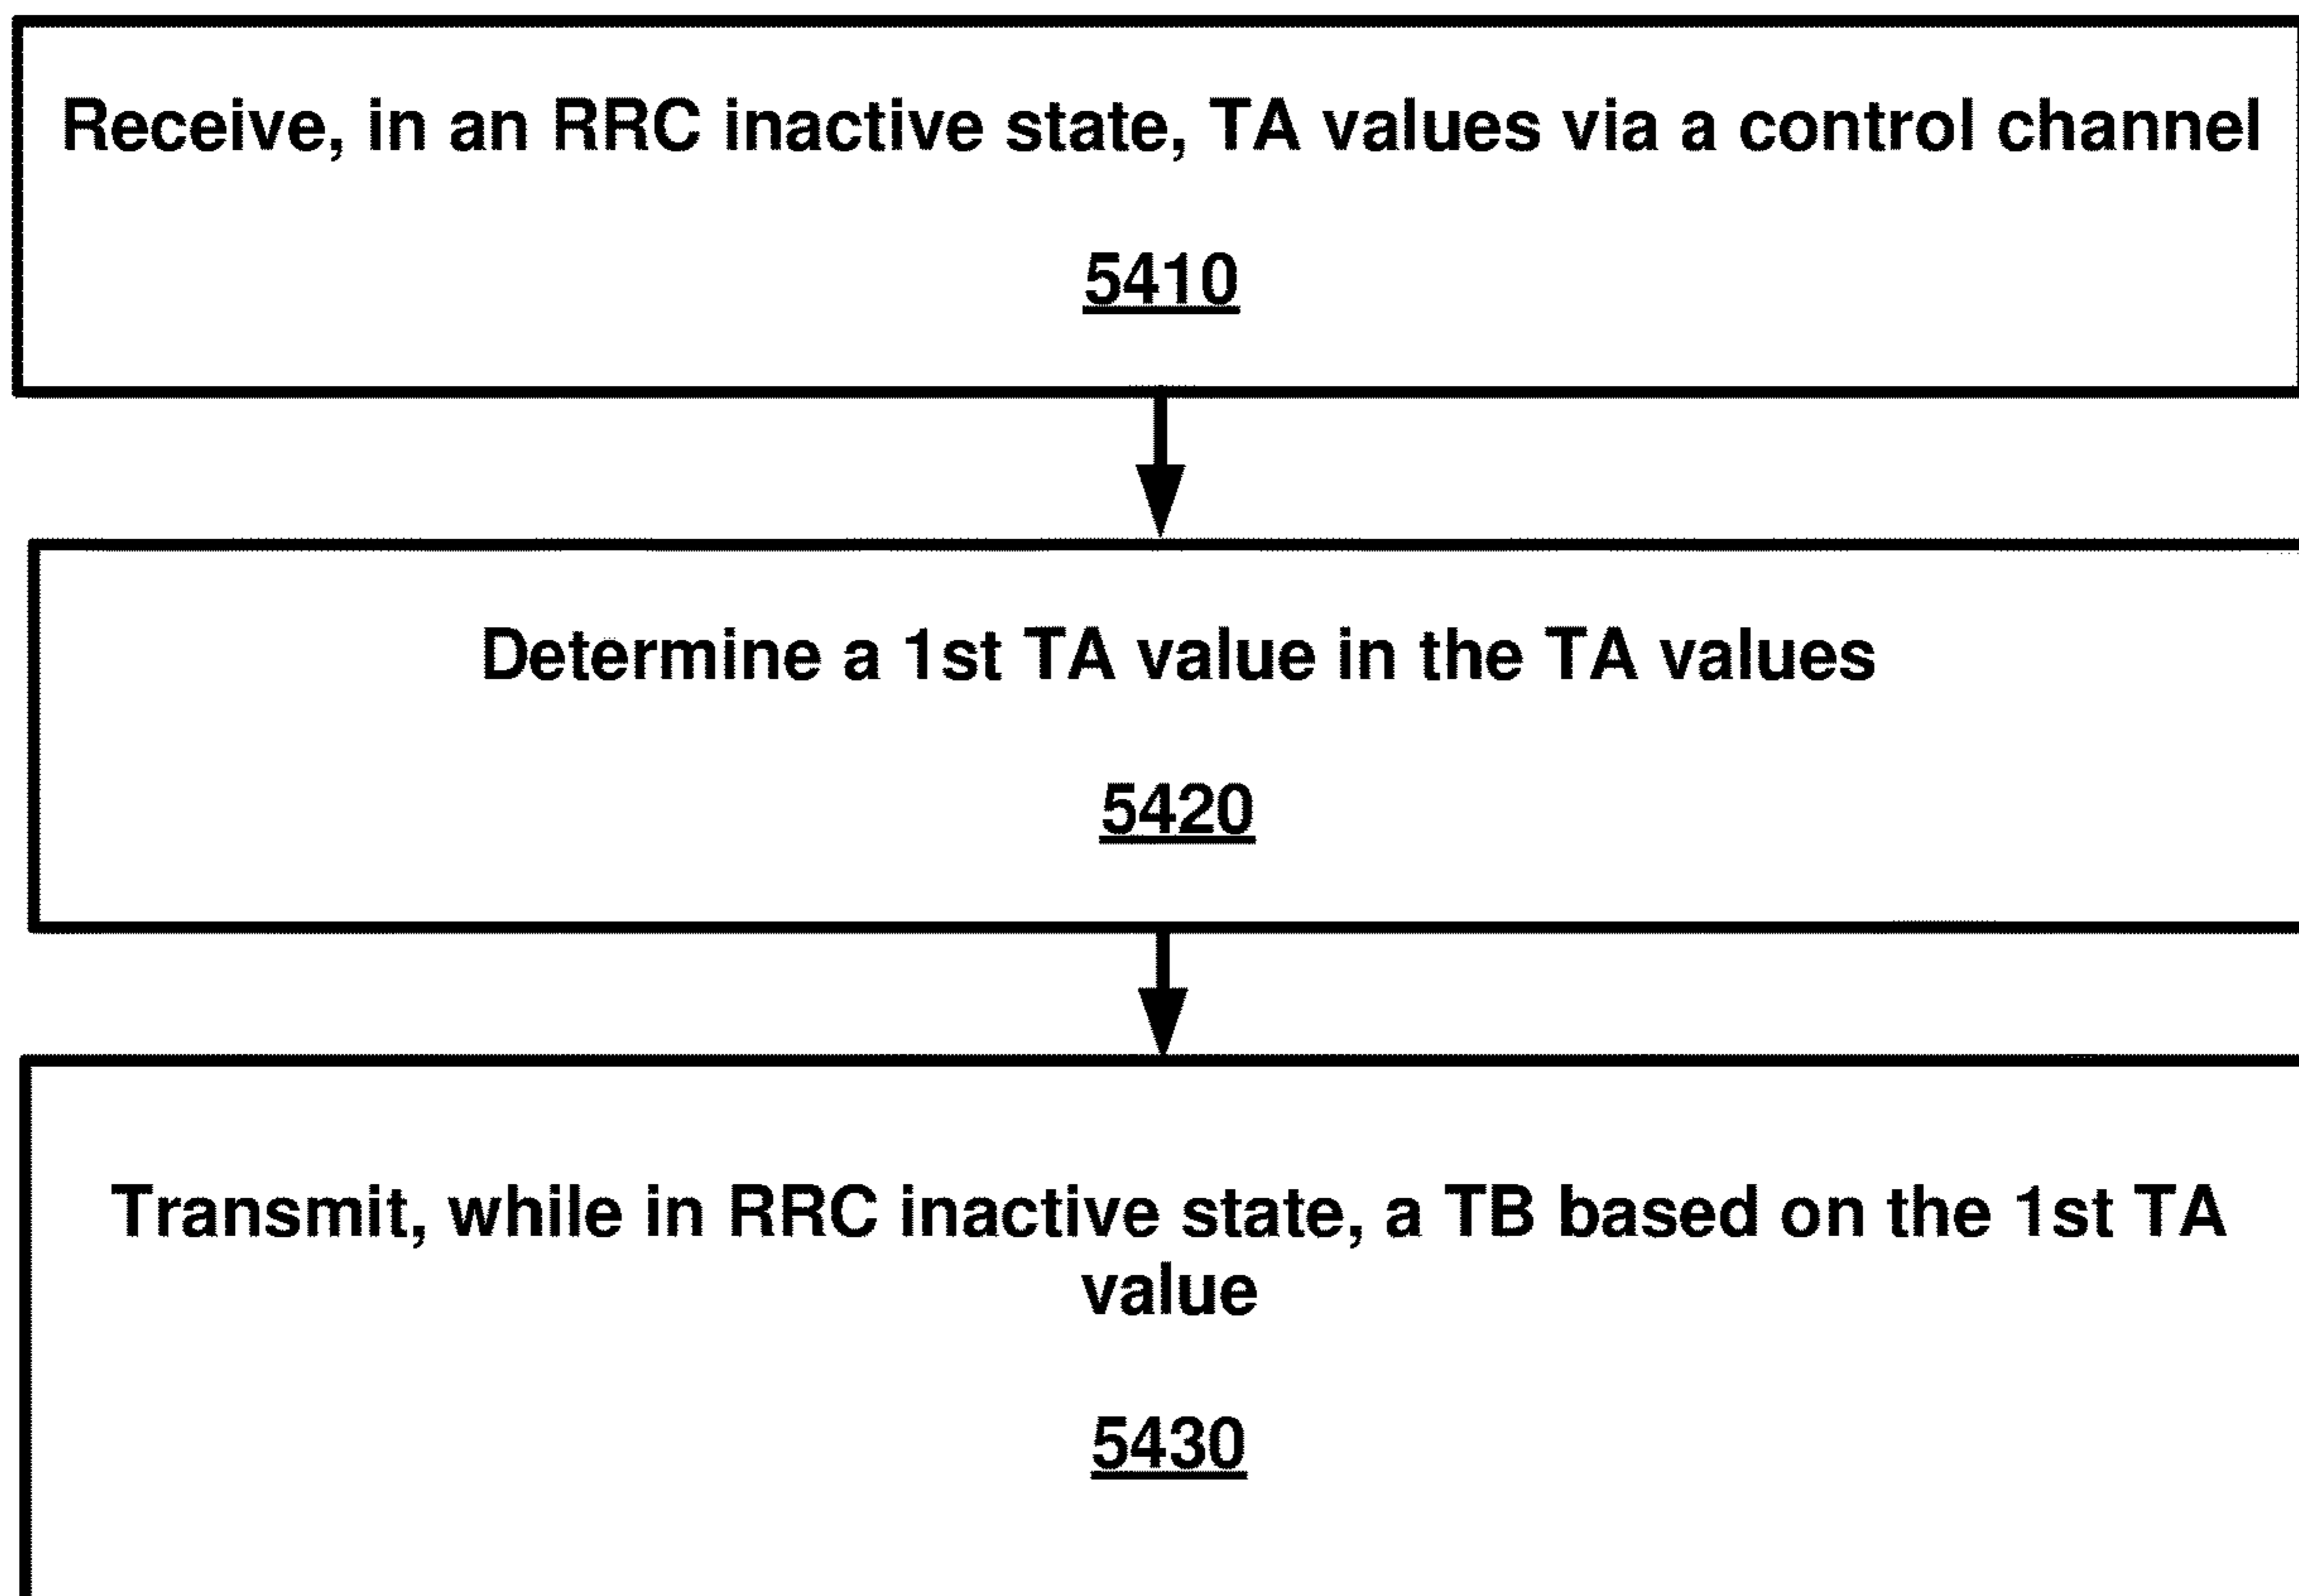 Receive, in an RRC inactive state, TA values via a control channel
5410
Determine a 1st TA value in the TA values
5420
Transmit, while in RRC inactive state, a TB based on the 1st TA
value
5430